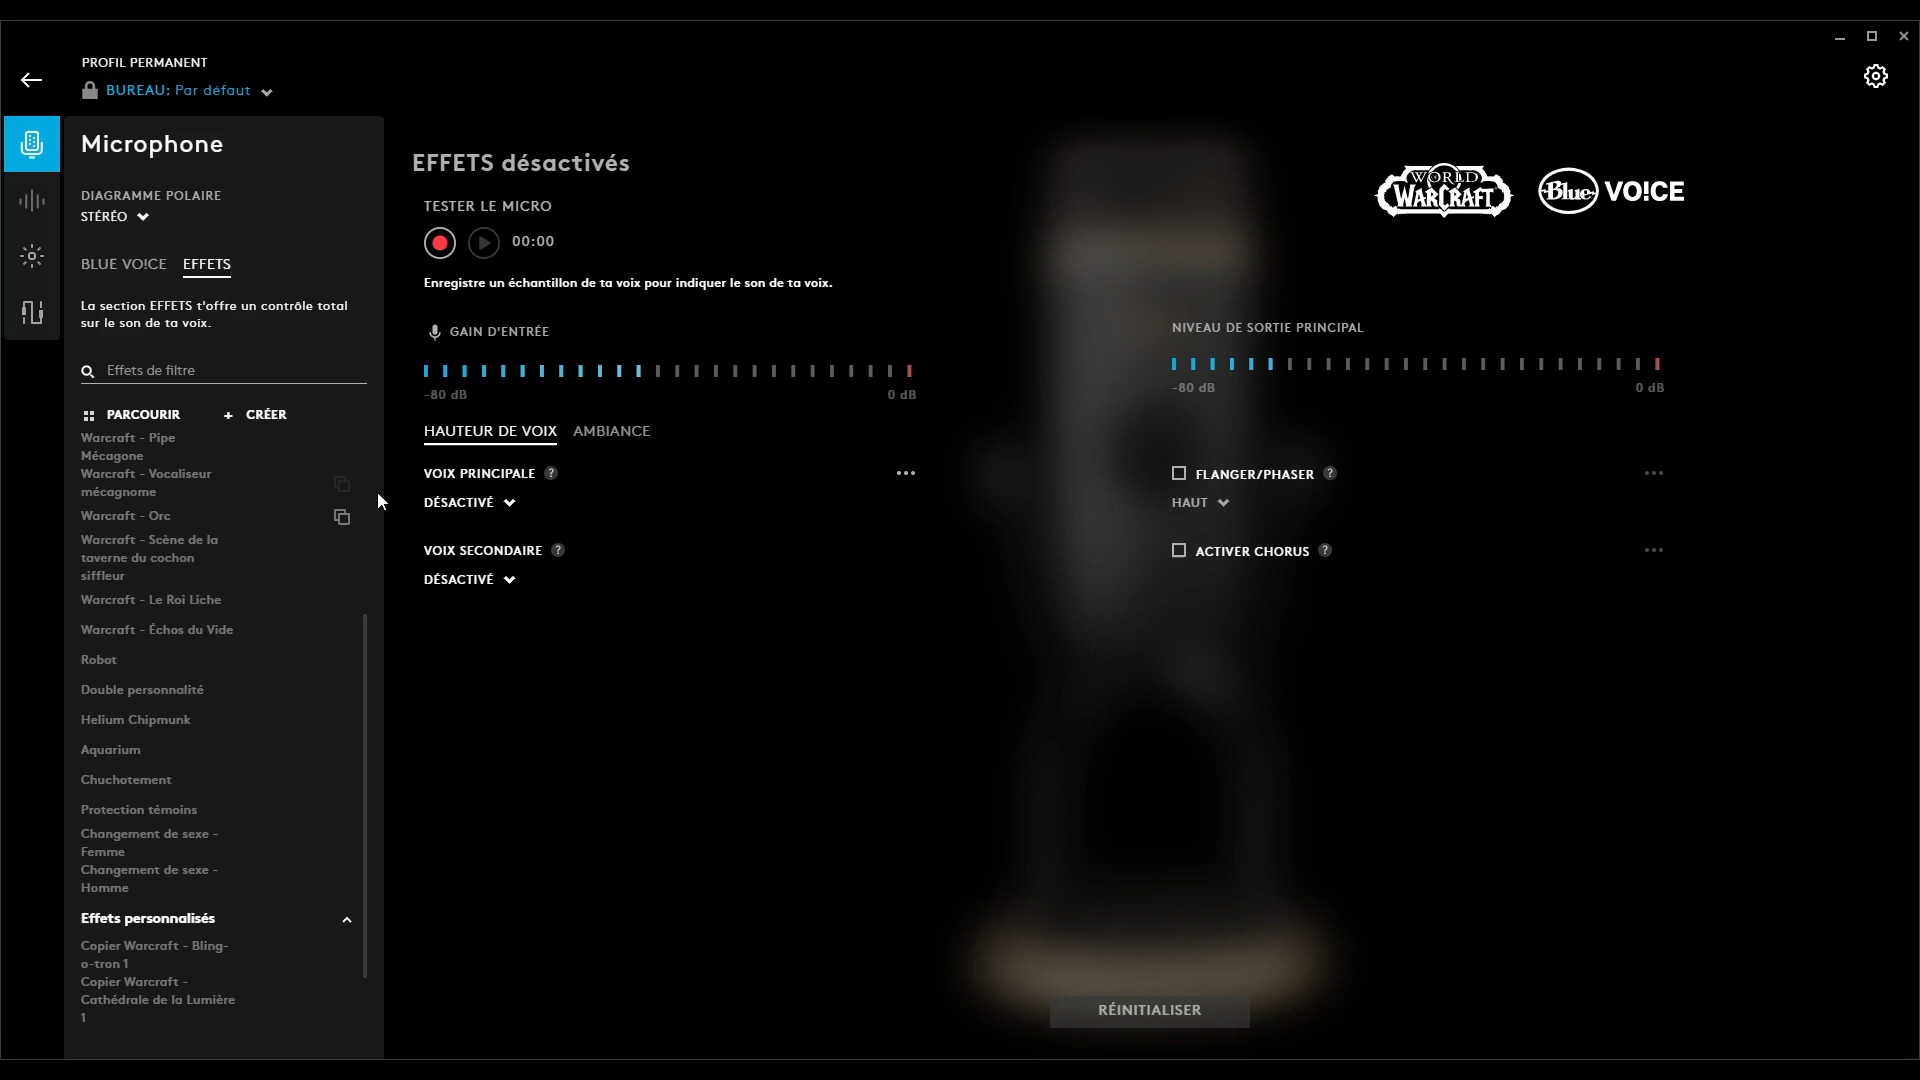 PROFIL PERMANENT
BUREAU: Par défaut
Microphone
DIAGRAMME POLAIRE
STÉRÉO
BLUE VO!CE EFFETS
La section EFFETS t'offre un contrôle total
sur le son de ta voix.
Effets de filtre
PARCOURIR + CRÉER
Warcraft - Pipe
Mécagone
Warcraft - Vocaliseur
mécagnome
Warcraft - Orc
Warcraft - Scène de la
taverne du cochon
siffleur
Warcraft - Le Roi Liche
Warcraft - Échos du Vide
Robot
Double personnalité
Helium Chipmunk
Aquarium
Chuchotement
Protection témoins
Changement de sexe -
Femme
Changement de sexe -
Homme
Effets personnalisés
Copier Warcraft - Bling-
o-tron 1
Copier Warcraft -
Cathédrale de la Lumière
1
EFFETS désactivés
TESTER LE MICRO
00:00
Enregistre un échantillon de ta voix pour indiquer le son de ta voix.
GAIN D'ENTRÉE
-80 dB 0 dB
HAUTEUR DE VOIX AMBIANCE
VOIX PRINCIPALE ?
DÉSACTIVÉ
VOIX SECONDAIRE ?
DÉSACTIVÉ
WORLD
WARCRAFT
Blue VO!CE
NIVEAU DE SORTIE PRINCIPAL
-80 dB 0 dB
FLANGER/PHASER ?
HAUT
ACTIVER CHORUS ?
RÉINITIALISER